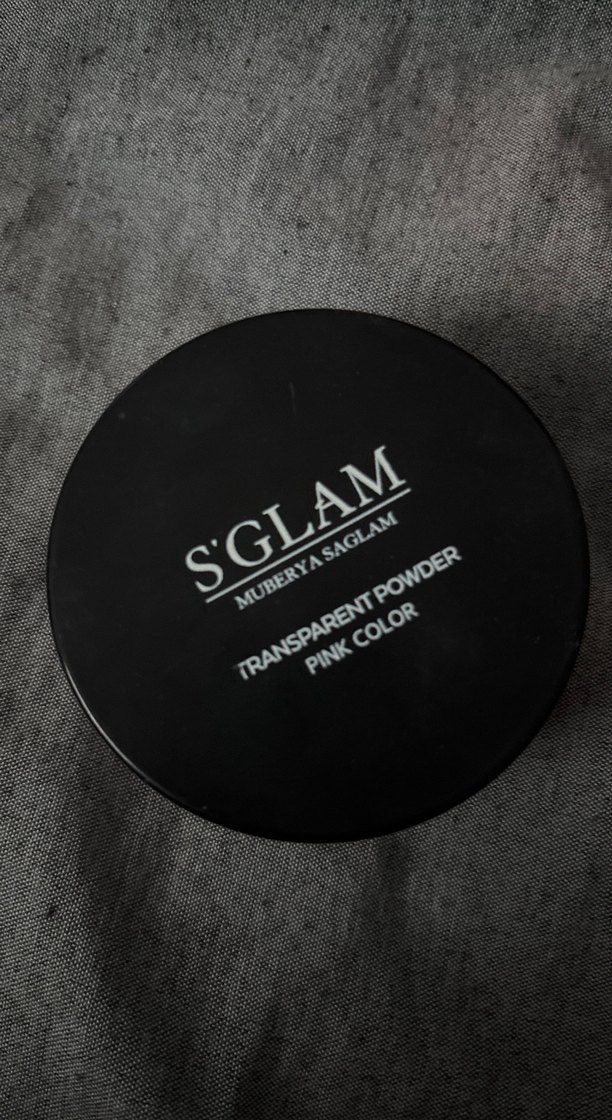 S'GLAM
MUBERYA SAGLAM
TRANSPARENT POWDER
PINK COLOR